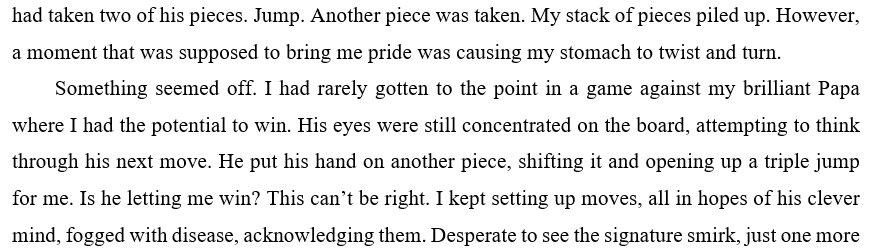 had taken two of his pieces. Jump. Another piece was taken. My stack of pieces piled up. However,
a moment that was supposed to bring me pride was causing my stomach to twist and turn.
Something seemed off. I had rarely gotten to the point in a game against my brilliant Papa
where I had the potential to win. His eyes were still concentrated on the board, attempting to think
through his next move. He put his hand on another piece, shifting it and opening up a triple jump
for me. Is he letting me win? This can’t be right. I kept setting up moves, all in hopes of his clever
mind, fogged with disease, acknowledging them. Desperate to see the signature smirk, just one more